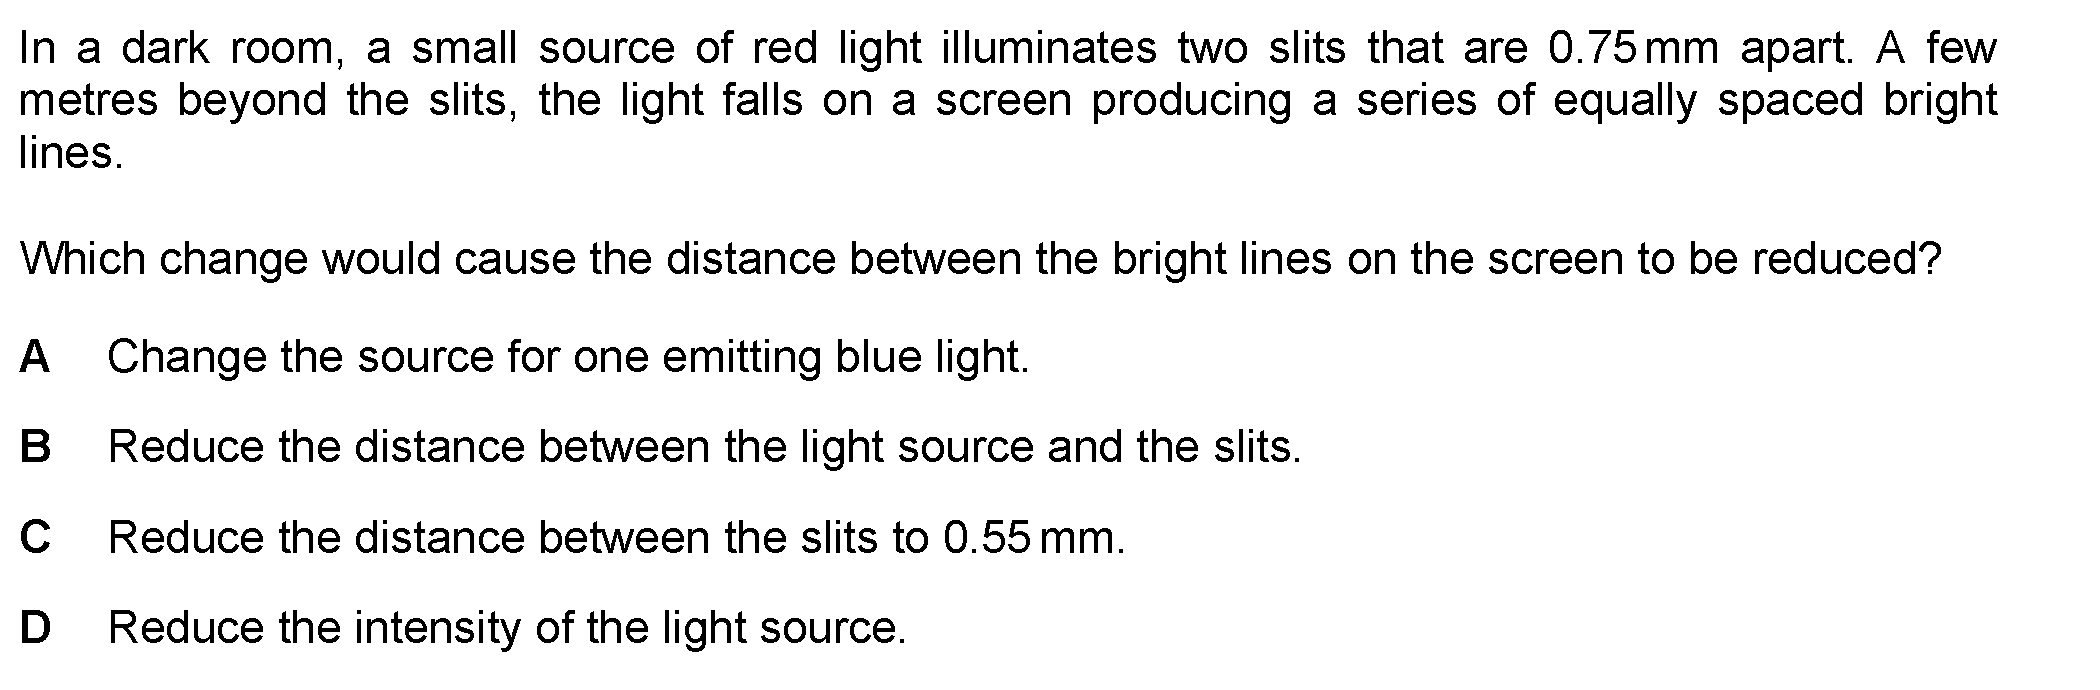 In a dark room, a small source of red light illuminates two slits that are 0.75 mm apart. A few
metres beyond the slits, the light falls on a screen producing a series of equally spaced bright
lines.
Which change would cause the distance between the bright lines on the screen to be reduced?
A Change the source for one emitting blue light.
B Reduce the distance between the light source and the slits.
C Reduce the distance between the slits to 0.55 mm.
D Reduce the intensity of the light source.